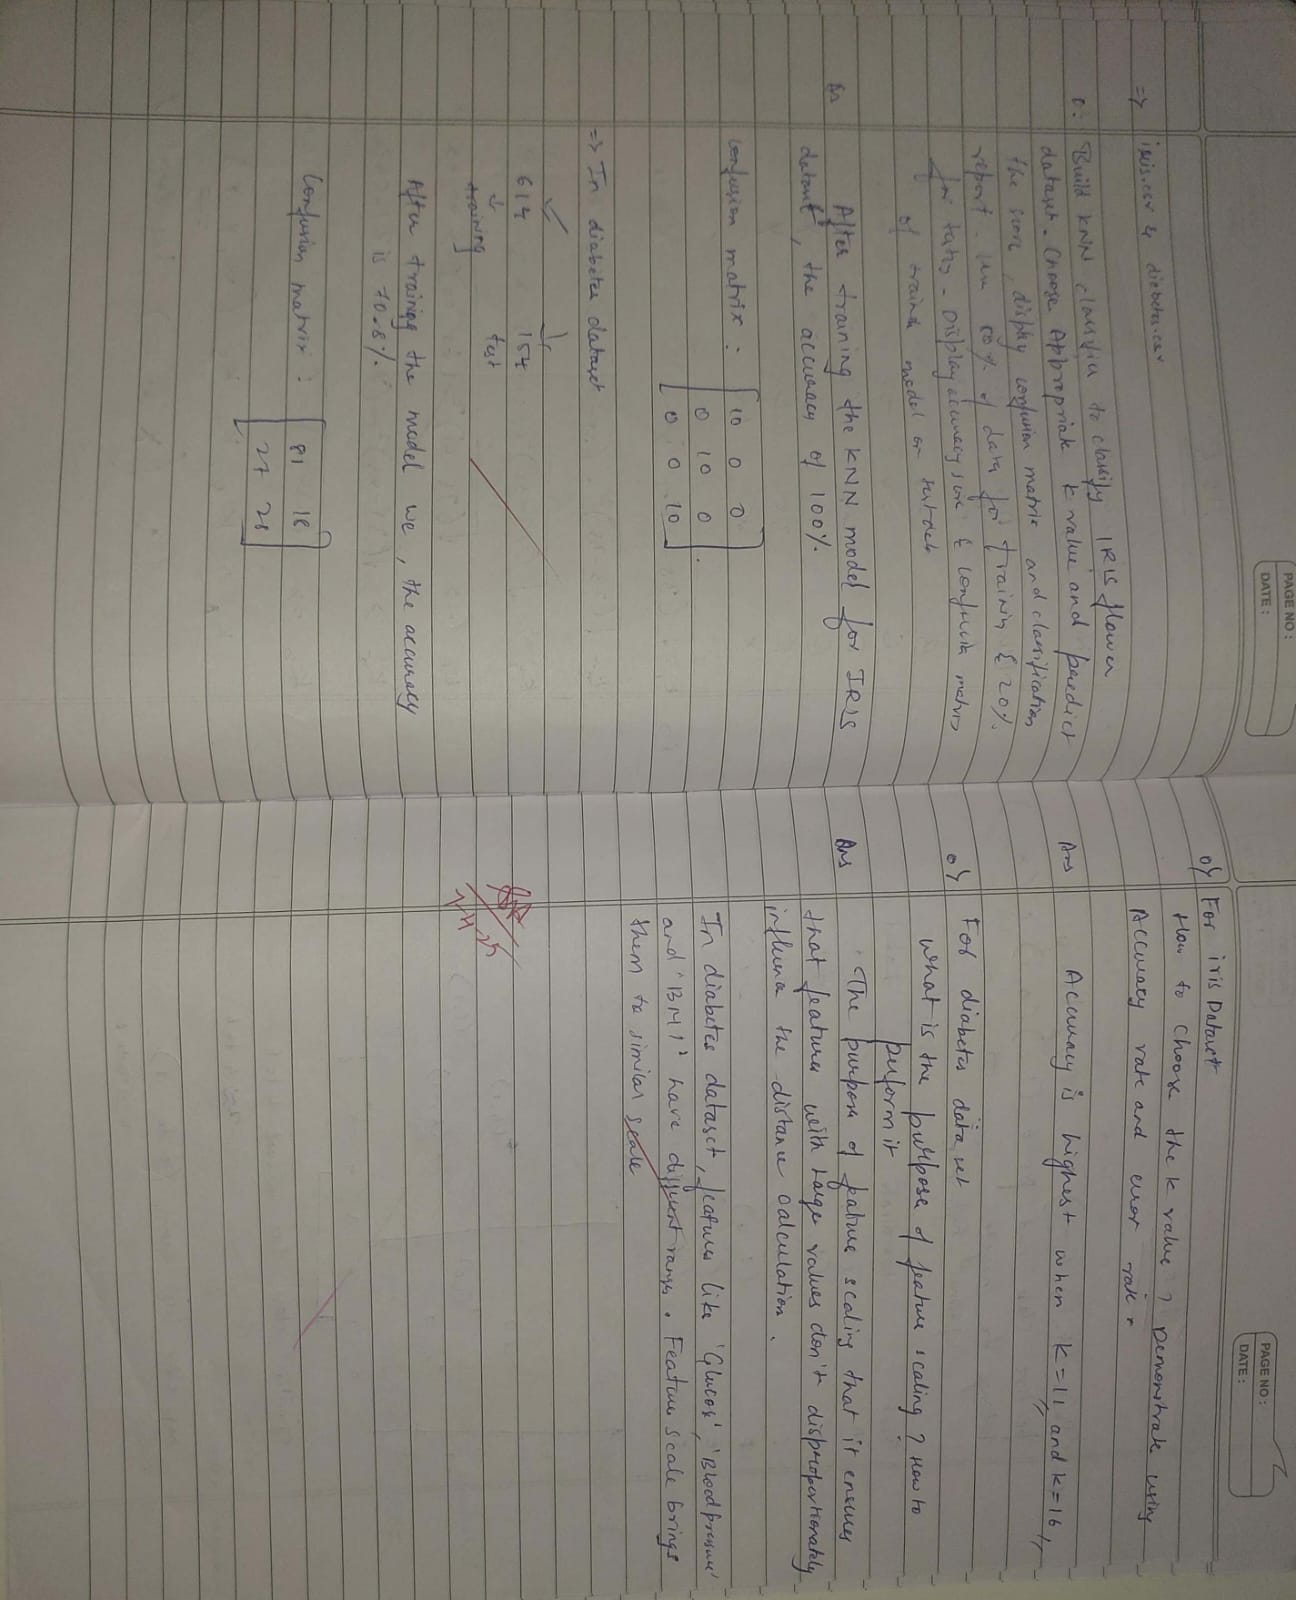 PAGE NO :
DATE :
=> iris.csv & diabetes.csv
Q: Build KNN classifier to classify IRIS flower
dataset. Choose Appropriate k value and predict
the score, display confusion matrix and classification
report. use 80% of data for training & 20%
for testing. Display accuracy score & confusion matrix
of trained model on
After training the KNN model for IRIS
dataset, the accuracy of 100%.
Confusion matrix : 10 0 0
0 10 0
0 0 10
=> In diabetes dataset
614 154
training test
After training the model we, the accuracy
is 70.8%.
Confusion matrix : 81 18
27 28
PAGE NO :
DATE :
For iris Dataset
How to choose the k value ? Demonstrate using
Accuracy rate and error rate.
Ans Accuracy is highest when k=11 and k=16
For diabetes data set
What is the purpose of feature scaling ? How to
perform it
Ans The purpose of feature scaling that it ensures
that feature with large values don't disproportionately
influence the distance calculation.
In diabetes dataset, features like 'Glucos', 'Bloodpressure'
and 'BMI' have different ranges. Feature scale brings
them to similar scale